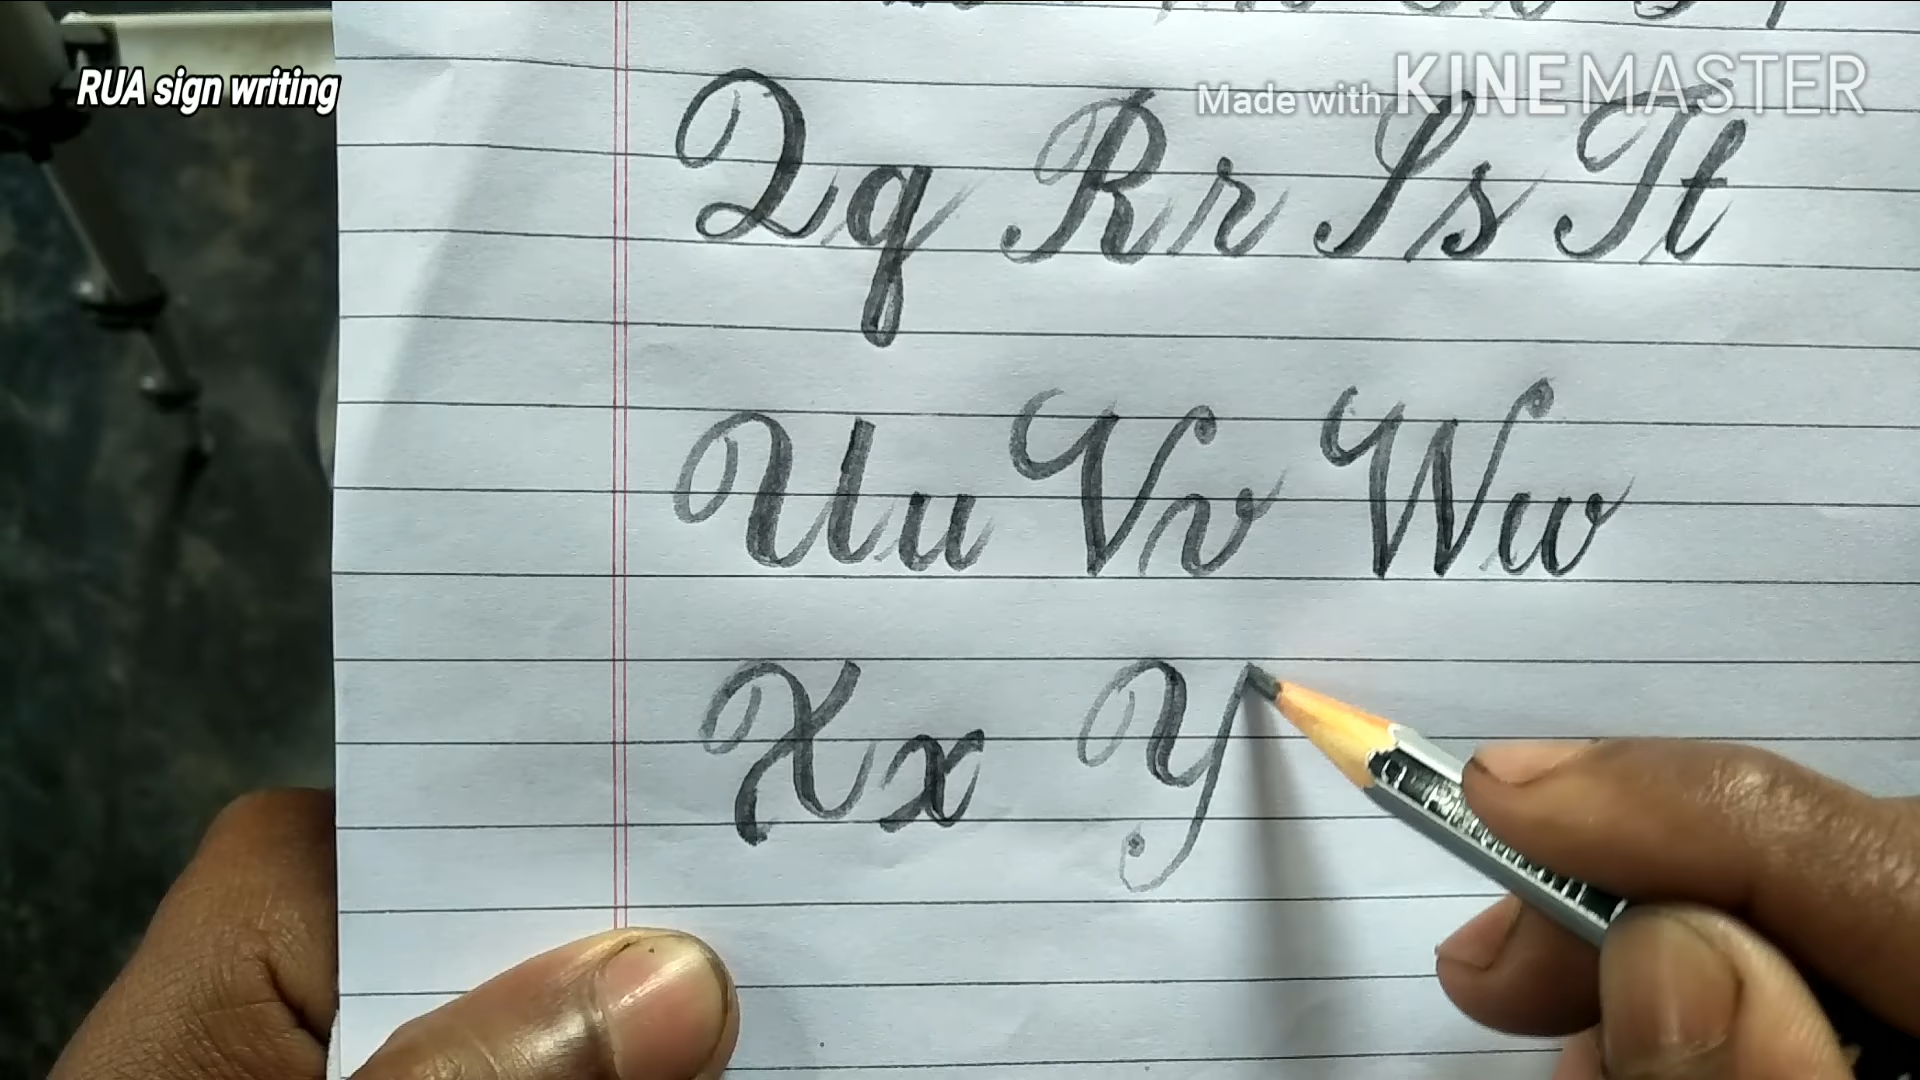 RUA sign writing
Made with KINEMASTER
Qq Rr Ss Tt
Uu Vv Ww
Xx Y